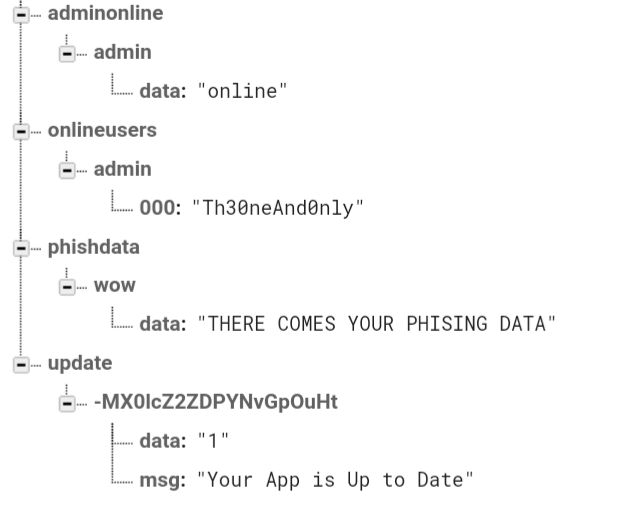 adminonline
admin
data: "online"
onlineusers
admin
000: "Th30neAnd0nly"
phishdata
wow
data: "THERE COMES YOUR PHISING DATA"
update
-MX0lcZ2ZDPYNvGpOuHt
data: "1"
msg: "Your App is Up to Date"